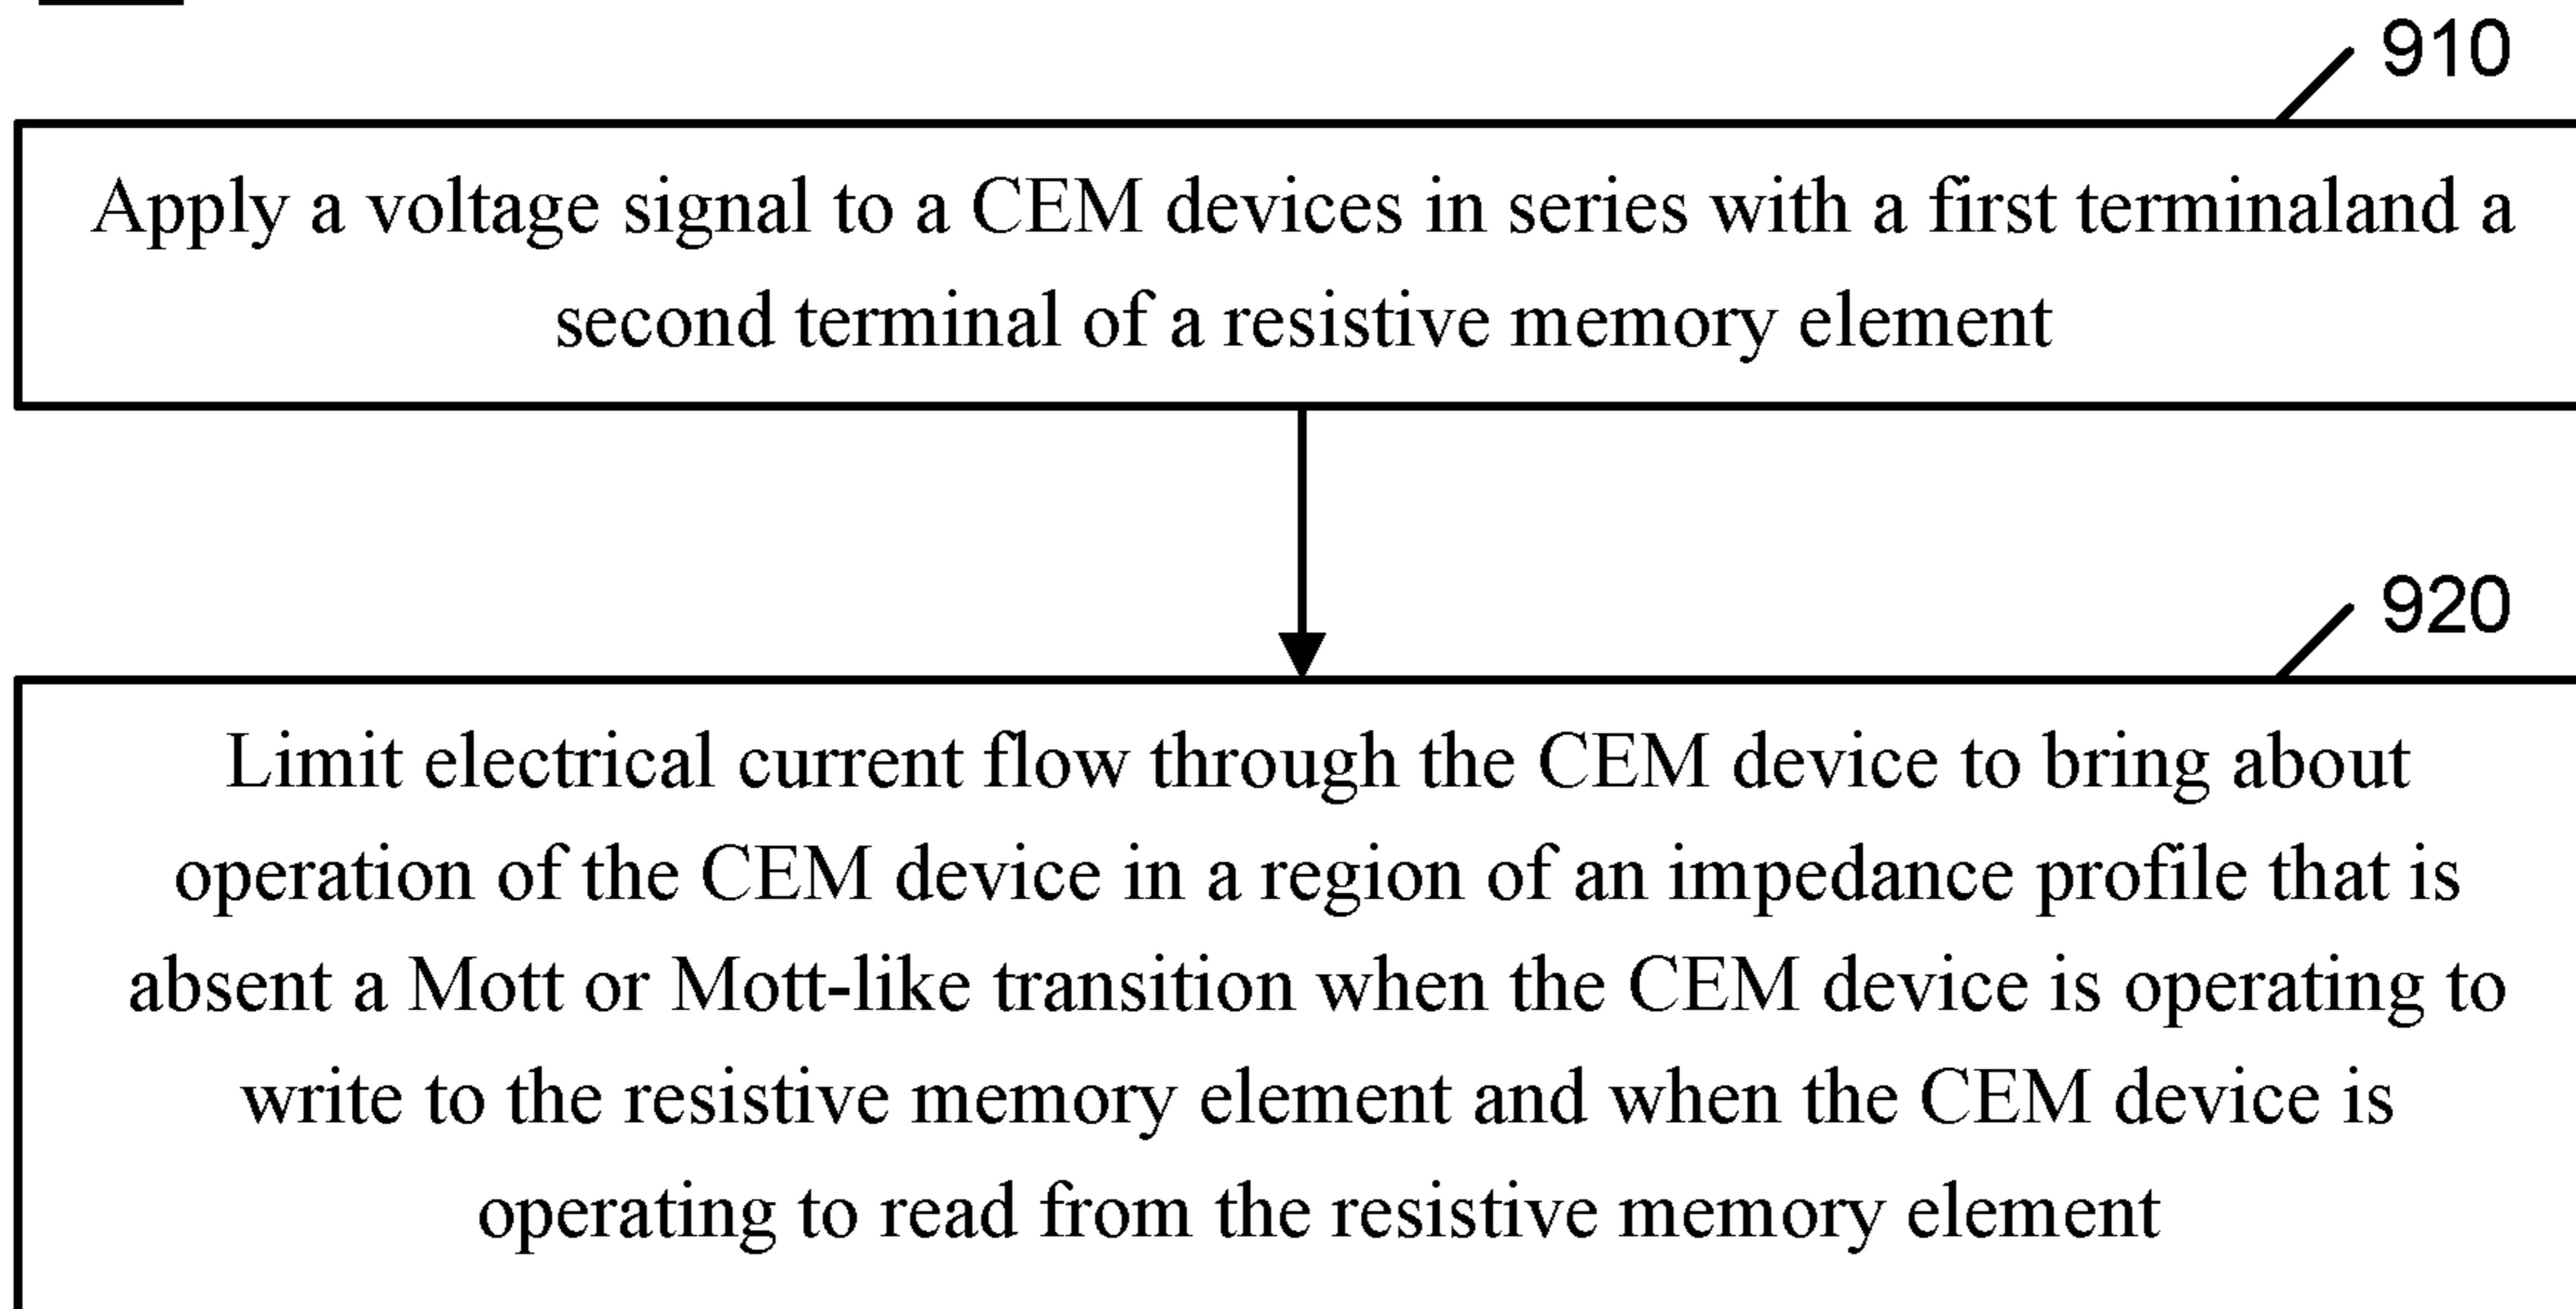 910
Apply a voltage signal to a CEM devices in series with a first terminaland a
second terminal of a resistive memory element
920
Limit electrical current flow through the CEM device to bring about
operation of the CEM device in a region of an impedance profile that is
absent a Mott or Mott-like transition when the CEM device is operating to
write to the resistive memory element and when the CEM device is
operating to read from the resistive memory element